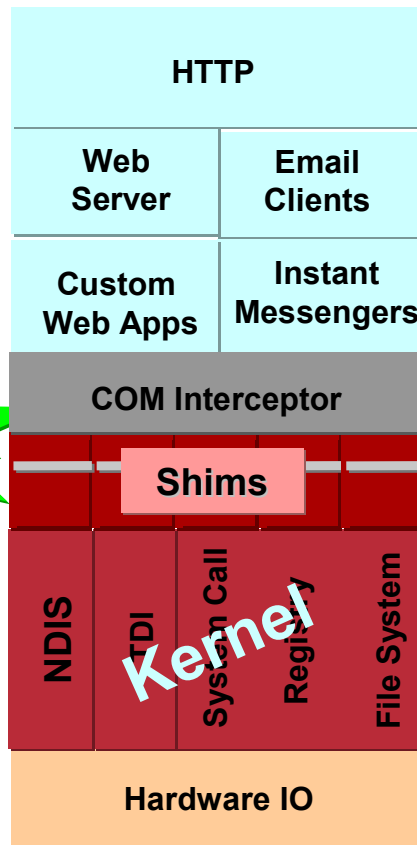 HTTP
Web
Server
Email
Clients
Custom
Web Apps
Instant
Messengers
COM Interceptor
Shims
NDIS
TDI
System Call
Registry
File System
Kernel
Hardware IO